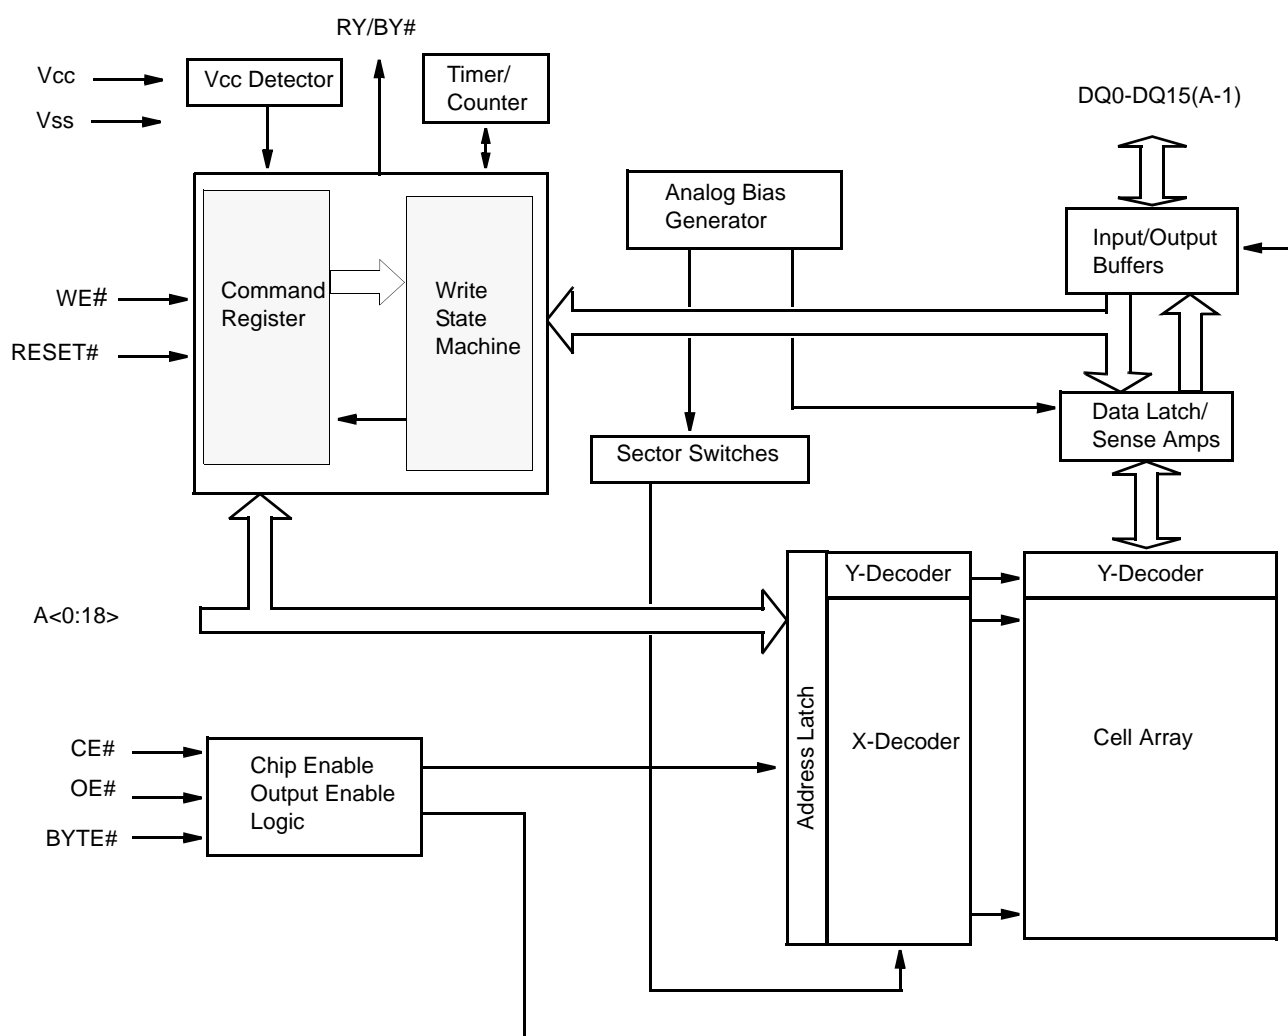 RY/BY#
Vcc
Vcc Detector
Timer/
Counter
Vss
DQ0-DQ15(A-1)
Analog Bias
Generator
Input/Output
Buffers
WE#
Command
Register
Write
State
Machine
RESET#
Data Latch/
Sense Amps
Sector Switches
Y-Decoder
Y-Decoder
A<0:18>
Address Latch
X-Decoder
Cell Array
CE#
OE#
BYTE#
Chip Enable
Output Enable
Logic